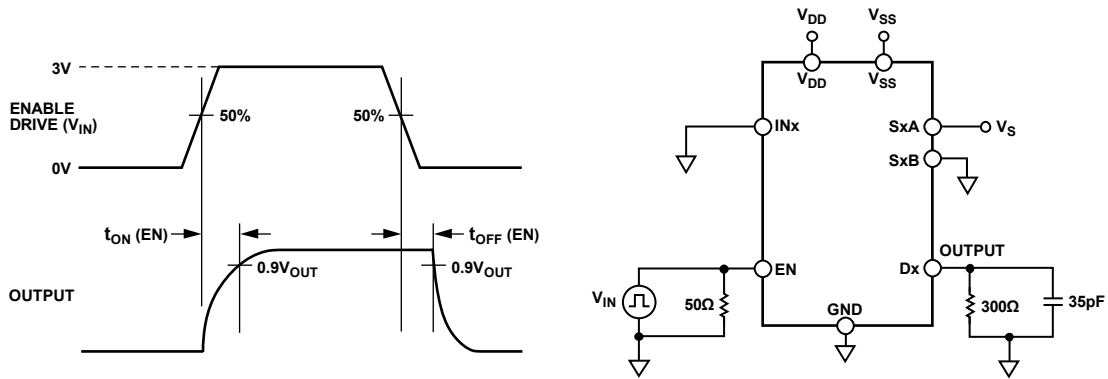 3V
ENABLE
DRIVE (VIN)
50%
50%
0V
tON (EN)
tOFF (EN)
0.9VOUT
0.9VOUT
OUTPUT
VDD
VSS
VDD
VSS
INx
SxA
VS
SxB
OUTPUT
EN
Dx
VIN
50Ω
GND
300Ω
35pF